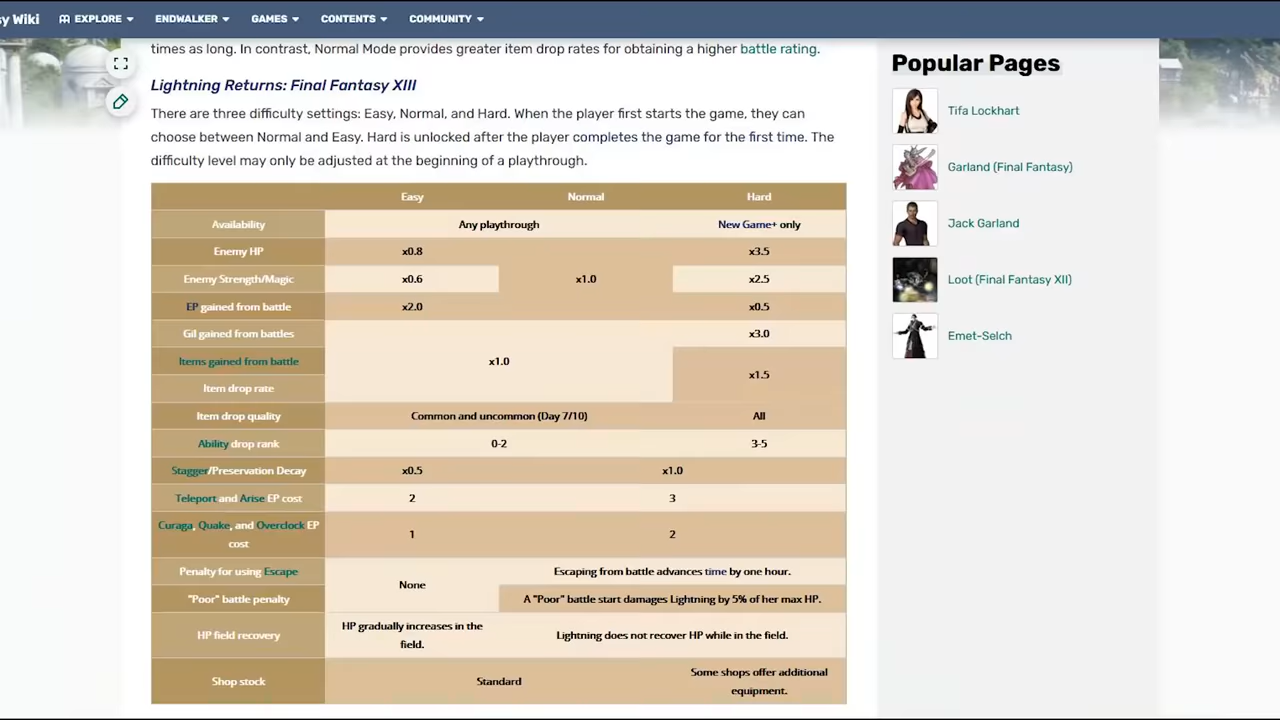 sy Wiki EXPLORE ENDWALKER GAMES CONTENTS COMMUNITY
times as long. In contrast, Normal Mode provides greater item drop rates for obtaining a higher battle rating.
Lightning Returns: Final Fantasy XIII
There are three difficulty settings: Easy, Normal, and Hard. When the player first starts the game, they can
choose between Normal and Easy. Hard is unlocked after the player completes the game for the first time. The
difficulty level may only be adjusted at the beginning of a playthrough.
Easy Normal Hard
Availability Any playthrough New Game+ only
Enemy HP x0.8 x3.5
Enemy Strength/Magic x0.6 x1.0 x2.5
EP gained from battle x2.0 x0.5
Gil gained from battles x3.0
Items gained from battle x1.0
x1.5
Item drop rate
Item drop quality Common and uncommon (Day 7/10) All
Ability drop rank 0-2 3-5
Stagger/Preservation Decay x0.5 x1.0
Teleport and Arise EP cost 2 3
Curaga, Quake, and Overclock EP
cost
1 2
Penalty for using Escape Escaping from battle advances time by one hour.
None
"Poor" battle penalty A "Poor" battle start damages Lightning by 5% of her max HP.
HP field recovery
HP gradually increases in the
field.
Lightning does not recover HP while in the field.
Shop stock Standard
Some shops offer additional
equipment.
Popular Pages
Tifa Lockhart
Garland (Final Fantasy)
Jack Garland
Loot (Final Fantasy XII)
Emet-Selch